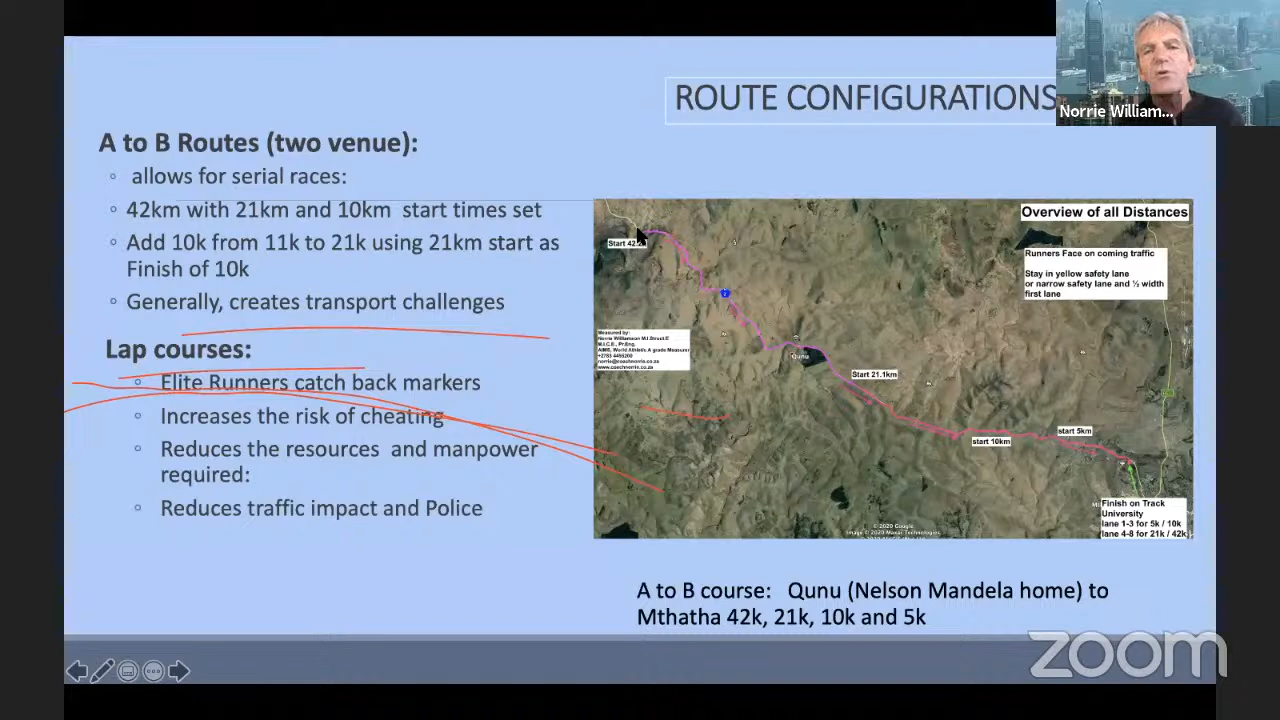 ROUTE CONFIGURATIONS
Norrie William...
A to B Routes (two venue):
allows for serial races:
42km with 21km and 10km start times set
Add 10k from 11k to 21k using 21km start as
Finish of 10k
Generally, creates transport challenges
Lap courses:
Elite Runners catch back markers
Increases the risk of cheating
Reduces the resources and manpower
required:
Reduces traffic impact and Police
Overview of all Distances
Runners Face on coming traffic
Stay in yellow safety lane
or narrow safety lane and ½ width
first lane
Start 42.
Measured by:
Norrie Williamson
Qunu
Start 21.1km
start 10km
start 5km
Finish on Track
University
lane 1-3 for 5k / 10k
lane 4-8 for 21k / 42k
© 2020 Google
A to B course: Qunu (Nelson Mandela home) to
Mthatha 42k, 21k, 10k and 5k
zoom